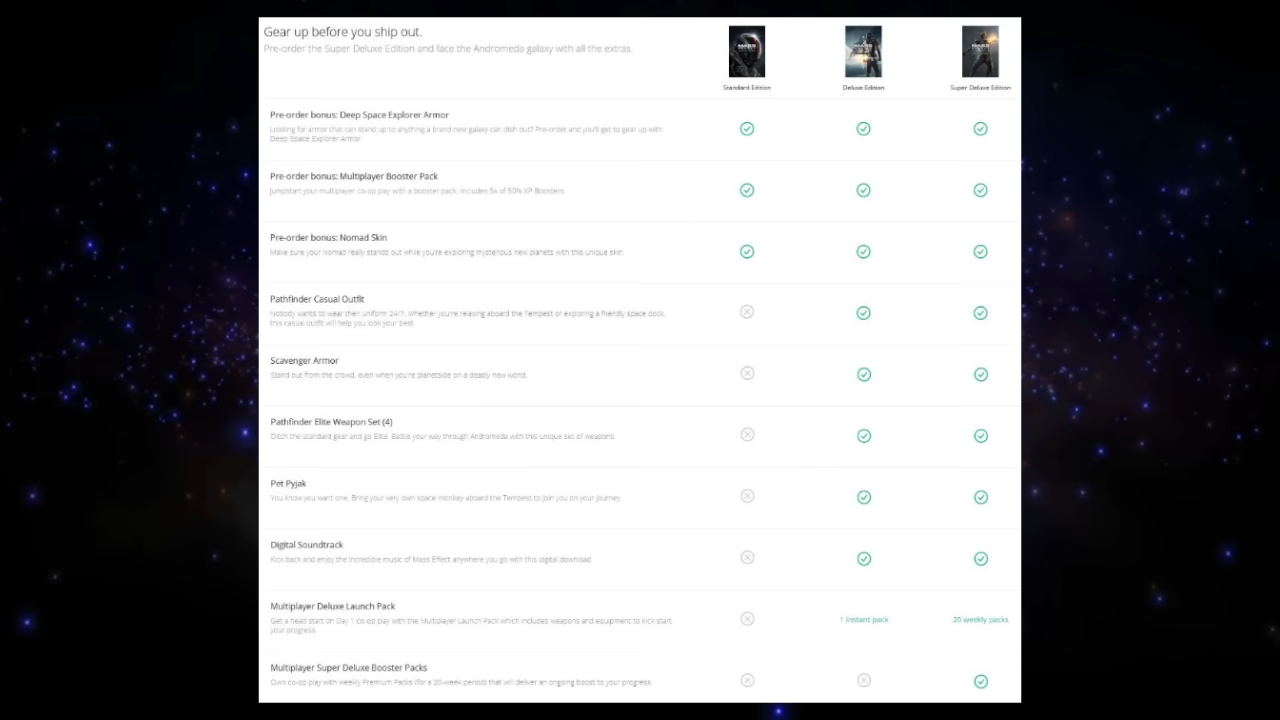 Gear up before you ship out.
Pre-order the Super Deluxe Edition and face the Andromeda galaxy with all the extras.
Standard Edition
Deluxe Edition
Super Deluxe Edition
Pre-order bonus: Deep Space Explorer Armor
Looking for armor that can stand up to anything a brand new galaxy can dish out? Pre-order and you'll get to gear up with
Deep Space Explorer Armor.
Pre-order bonus: Multiplayer Booster Pack
Jumpstart your multiplayer co-op play with a booster pack. Includes 5x of 50% XP Boosters.
Pre-order bonus: Nomad Skin
Make sure your Nomad really stands out while you're exploring mysterious new planets with this unique skin.
Pathfinder Casual Outfit
Nobody wants to wear their uniform 24/7. Whether you're relaxing aboard the Tempest or exploring a friendly space dock,
this casual outfit will help you look your best.
Scavenger Armor
Stand out from the crowd, even when you're planetside on a deadly new world.
Pathfinder Elite Weapon Set (4)
Ditch the standard gear and go Elite. Battle your way through Andromeda with this unique set of weapons.
Pet Pyjak
You know you want one. Bring your very own space monkey aboard the Tempest to join you on your journey.
Digital Soundtrack
Kick back and enjoy the incredible music of Mass Effect anywhere you go with this digital download.
Multiplayer Deluxe Launch Pack
Get a head start on Day 1 co-op play with the Multiplayer Launch Pack which includes weapons and equipment to kick start
your progress.
1 instant pack
20 weekly packs
Multiplayer Super Deluxe Booster Packs
Own co-op play with weekly Premium Packs (for a 20-week period) that will deliver an ongoing boost to your progress.